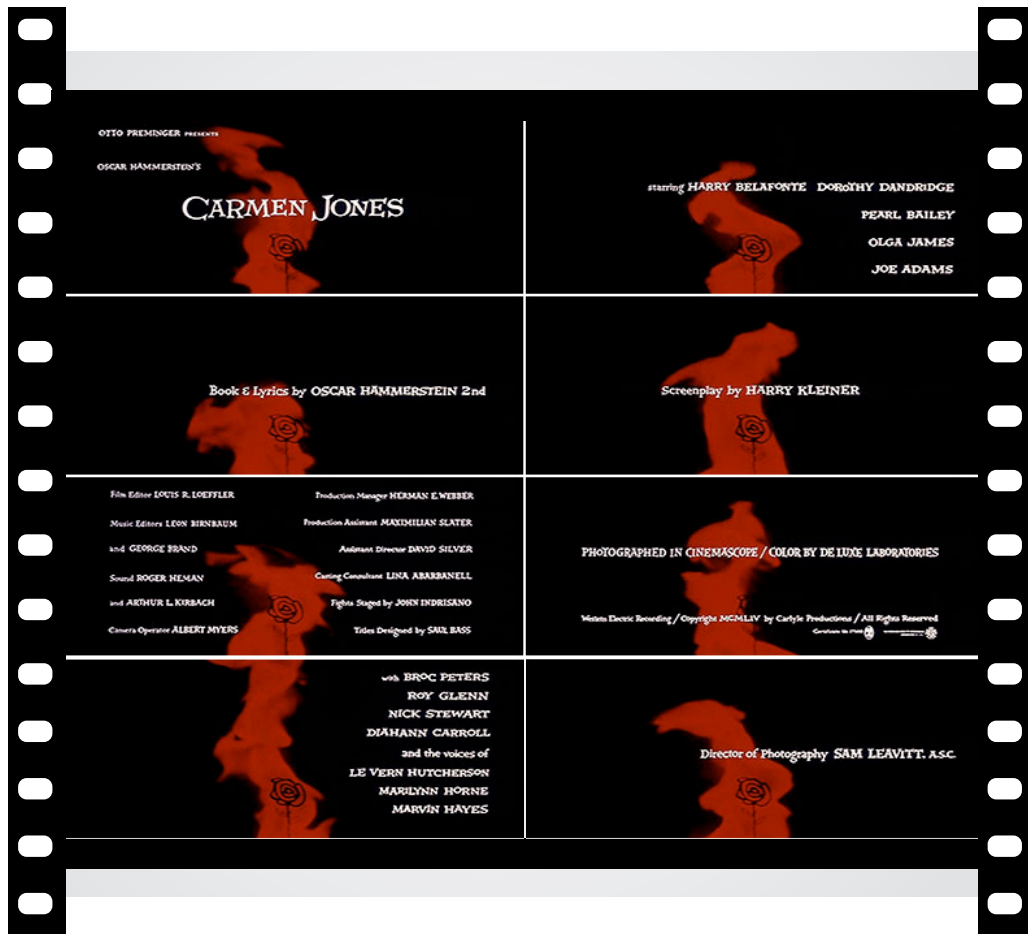 OTTO PREMINGER PRESENTS
OSCAR HAMMERSTEIN'S
CARMEN JONES
starring HARRY BELAFONTE DOROTHY DANDRIDGE
PEARL BAILEY
OLGA JAMES
JOE ADAMS
Book & Lyrics by OSCAR HAMMERSTEIN 2nd
Screenplay by HARRY KLEINER
Film Editor LOUIS R. LOEFFLER
Music Editors LEON BIRNBAUM
and GEORGE BRAND
Sound ROGER HEMAN
and ARTHUR L. KIRBACH
Camera Operator ALBERT MYERS
Production Manager HERMAN E. WEBBER
Production Assistant MAXIMILIAN SLATER
Assistant Director DAVID SILVER
Casting Consultant LINA ABARBANELL
Fights Staged by JOHN INDRISANO
Titles Designed by SAUL BASS
PHOTOGRAPHED IN CINEMASCOPE / COLOR BY DE LUXE LABORATORIES
Western Electric Recording / Copyright MCMLIV by Carlyle Productions / All Rights Reserved
with BROC PETERS
ROY GLENN
NICK STEWART
DIAHANN CARROLL
and the voices of
LE VERN HUTCHERSON
MARILYNN HORNE
MARVIN HAYES
Director of Photography SAM LEAVITT, A.S.C.